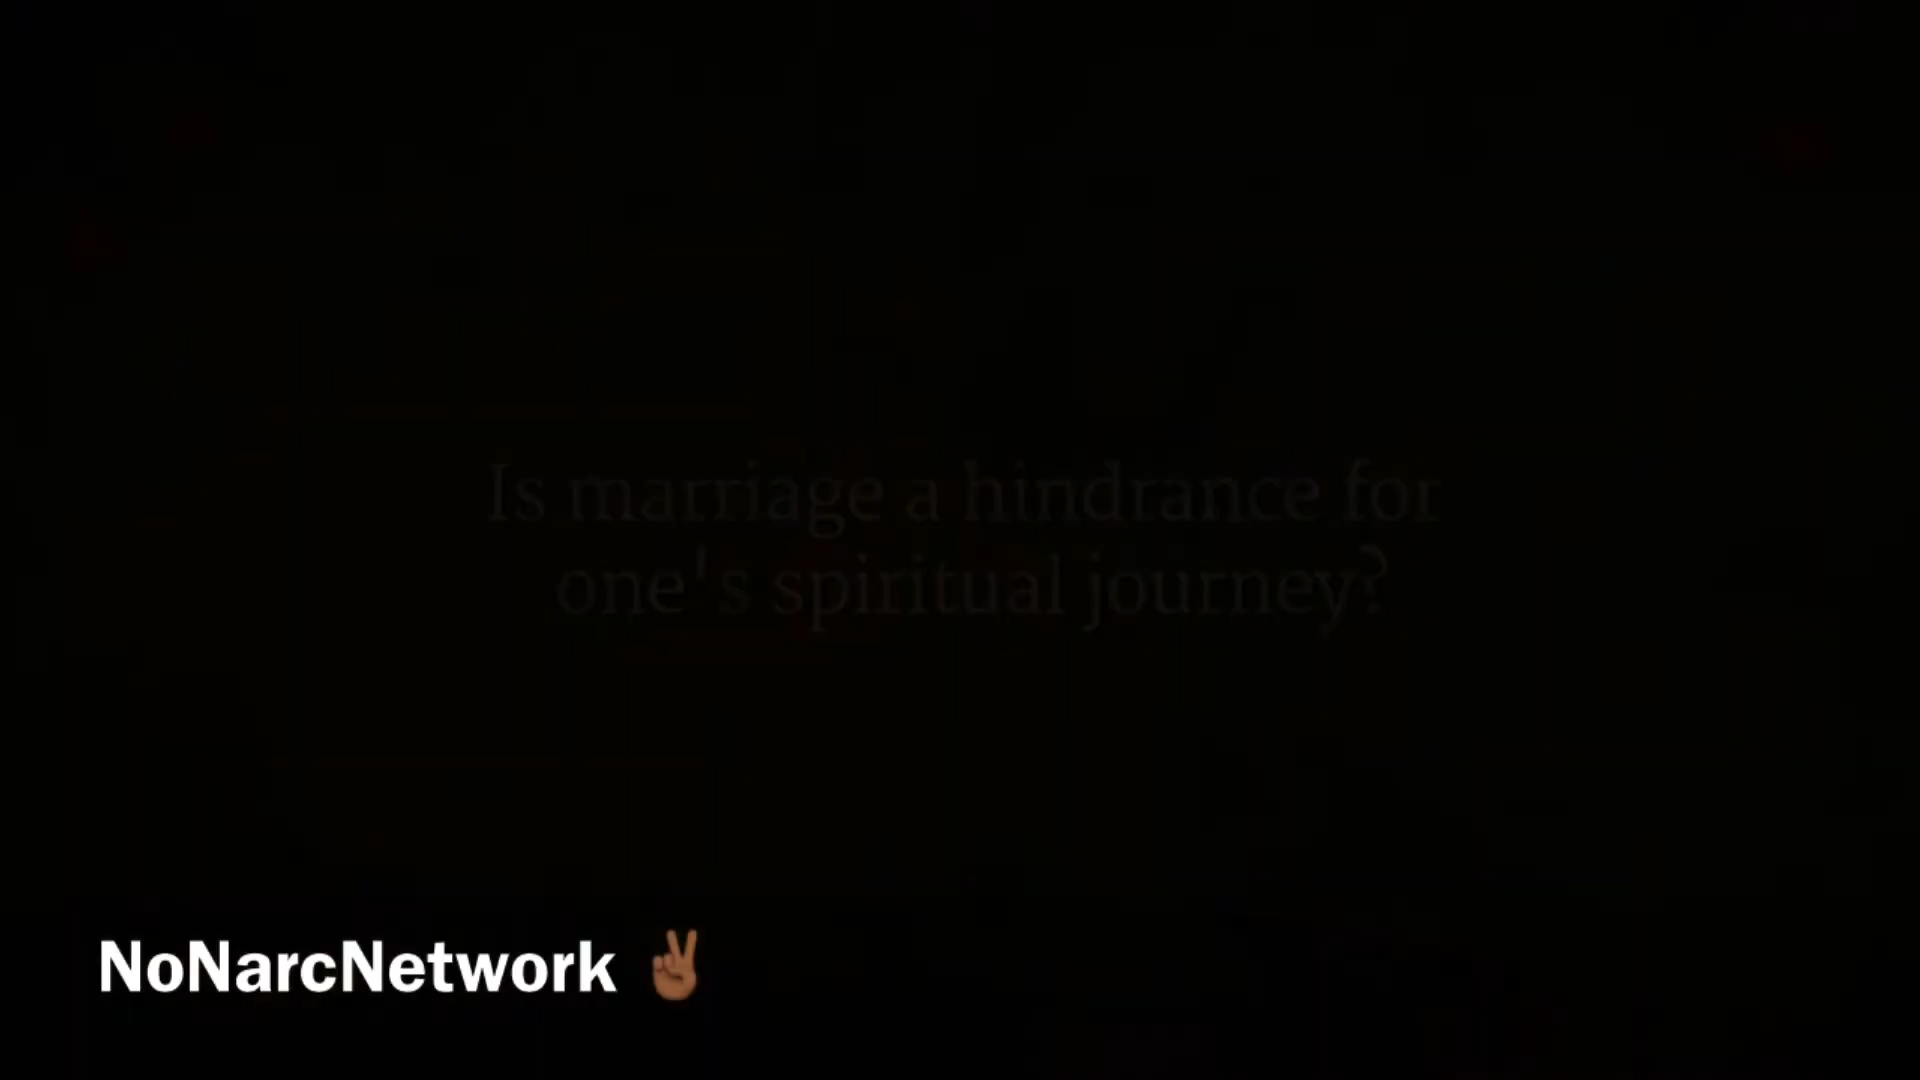 Is marriage a hindrance for
one's spiritual journey?
NoNarcNetwork ✌🏾